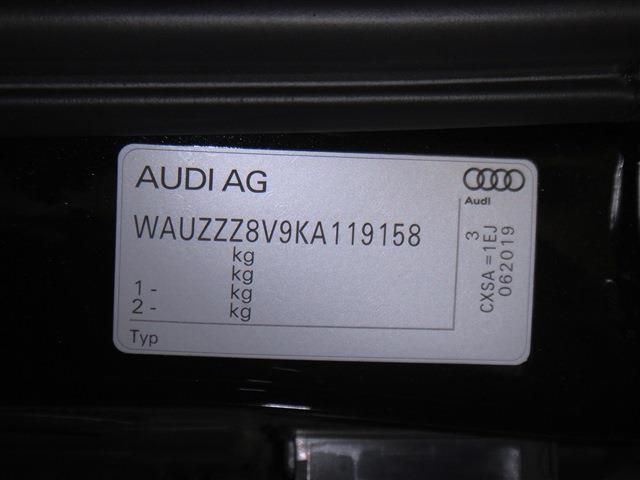 AUDI AG
Audi
WAUZZZ8V9KA119158
kg
kg
1 - kg
2 - kg
Typ
3
CXSA = 1EJ
062019